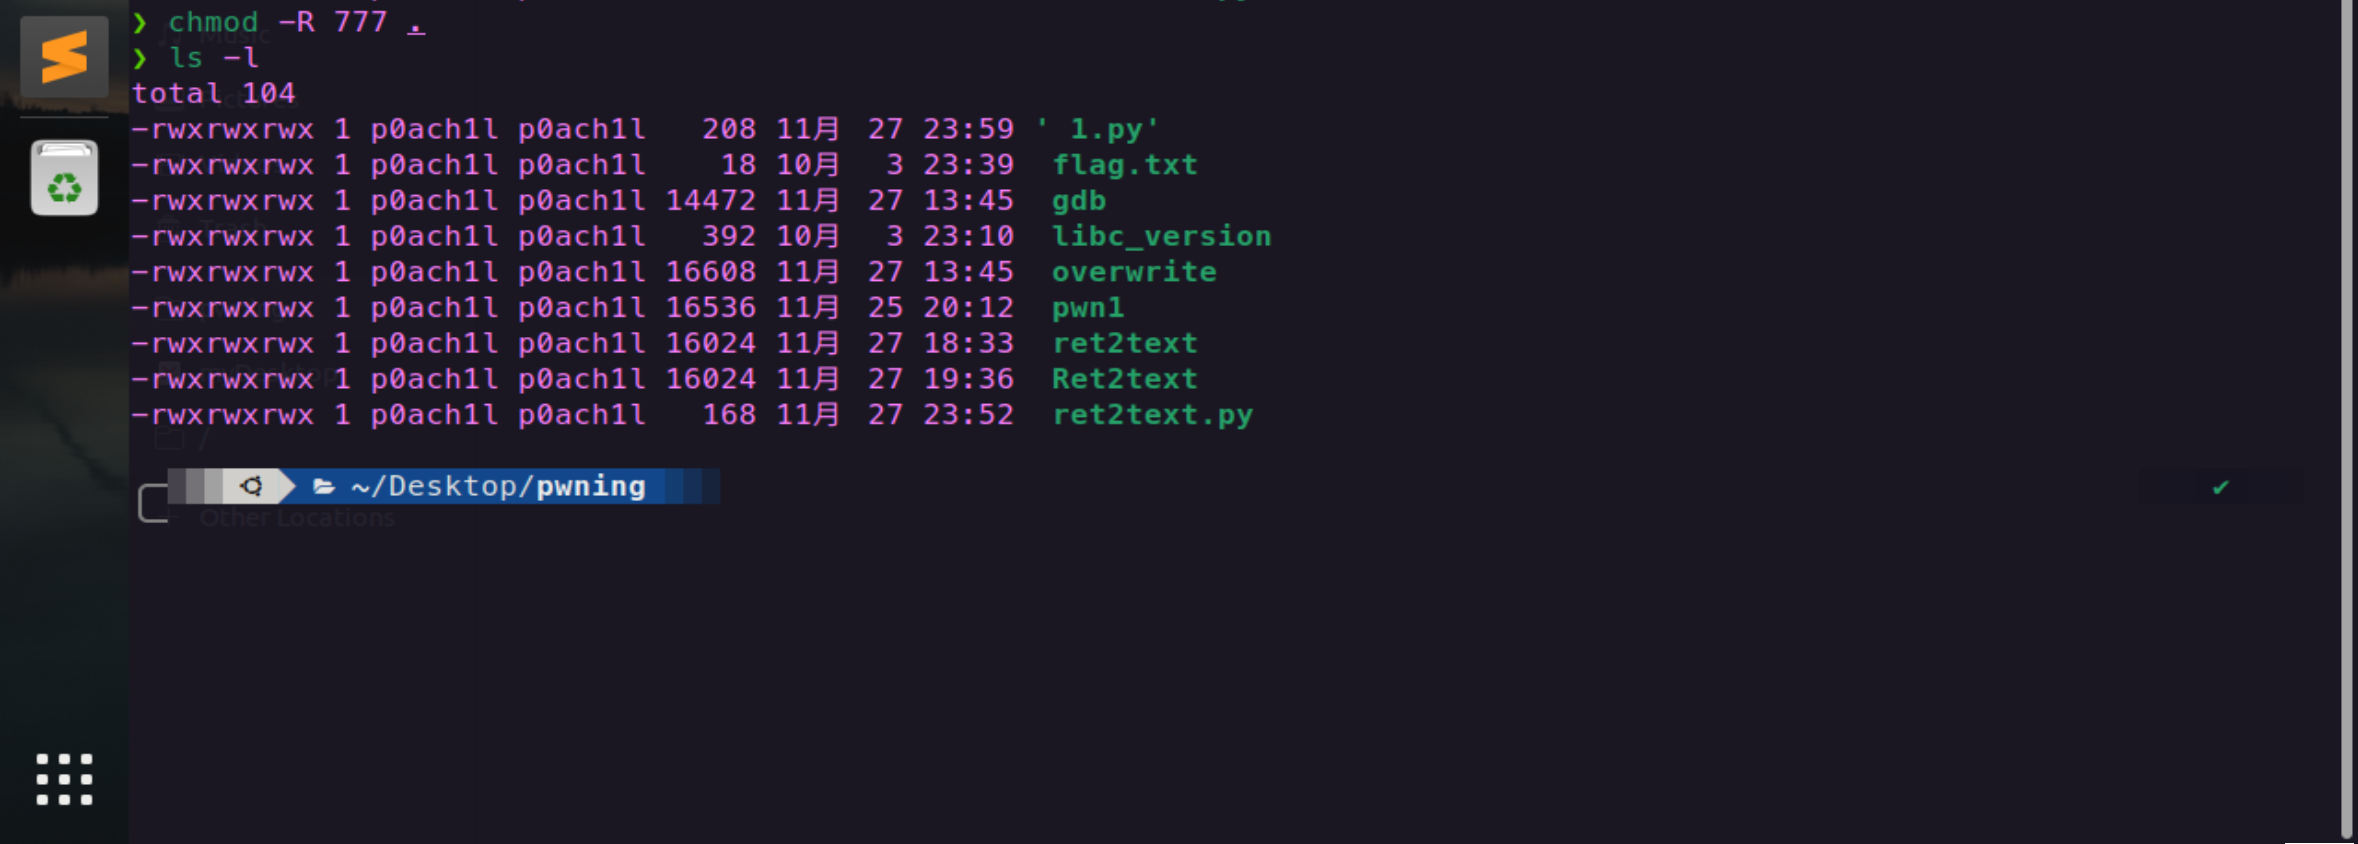 ❯ chmod -R 777 .
❯ ls -l
total 104
-rwxrwxrwx 1 p0ach1l p0ach1l   208 11月  27 23:59 ' 1.py'
-rwxrwxrwx 1 p0ach1l p0ach1l    18 10月   3 23:39  flag.txt
-rwxrwxrwx 1 p0ach1l p0ach1l 14472 11月  27 13:45  gdb
-rwxrwxrwx 1 p0ach1l p0ach1l   392 10月   3 23:10  libc_version
-rwxrwxrwx 1 p0ach1l p0ach1l 16608 11月  27 13:45  overwrite
-rwxrwxrwx 1 p0ach1l p0ach1l 16536 11月  25 20:12  pwn1
-rwxrwxrwx 1 p0ach1l p0ach1l 16024 11月  27 18:33  ret2text
-rwxrwxrwx 1 p0ach1l p0ach1l 16024 11月  27 19:36  Ret2text
-rwxrwxrwx 1 p0ach1l p0ach1l   168 11月  27 23:52  ret2text.py
~/Desktop/pwning ✔
Other Locations